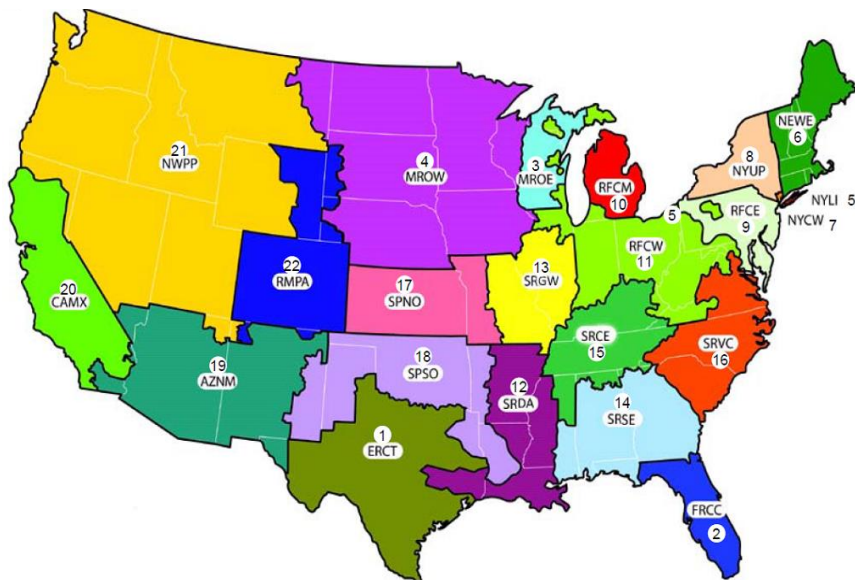 21
NWPP
4
MROW
3
MROE
RFCM
10
NEWE
6
8
NYUP
NYLI 5
NYCW 7
5
RFCE
9
RFCW
11
22
RMPA
17
SPNO
13
SRGW
20
CAMX
SRCE
15
SRVC
16
19
AZNM
18
SPSO
12
SRDA
14
SRSE
1
ERCT
FRCC
2